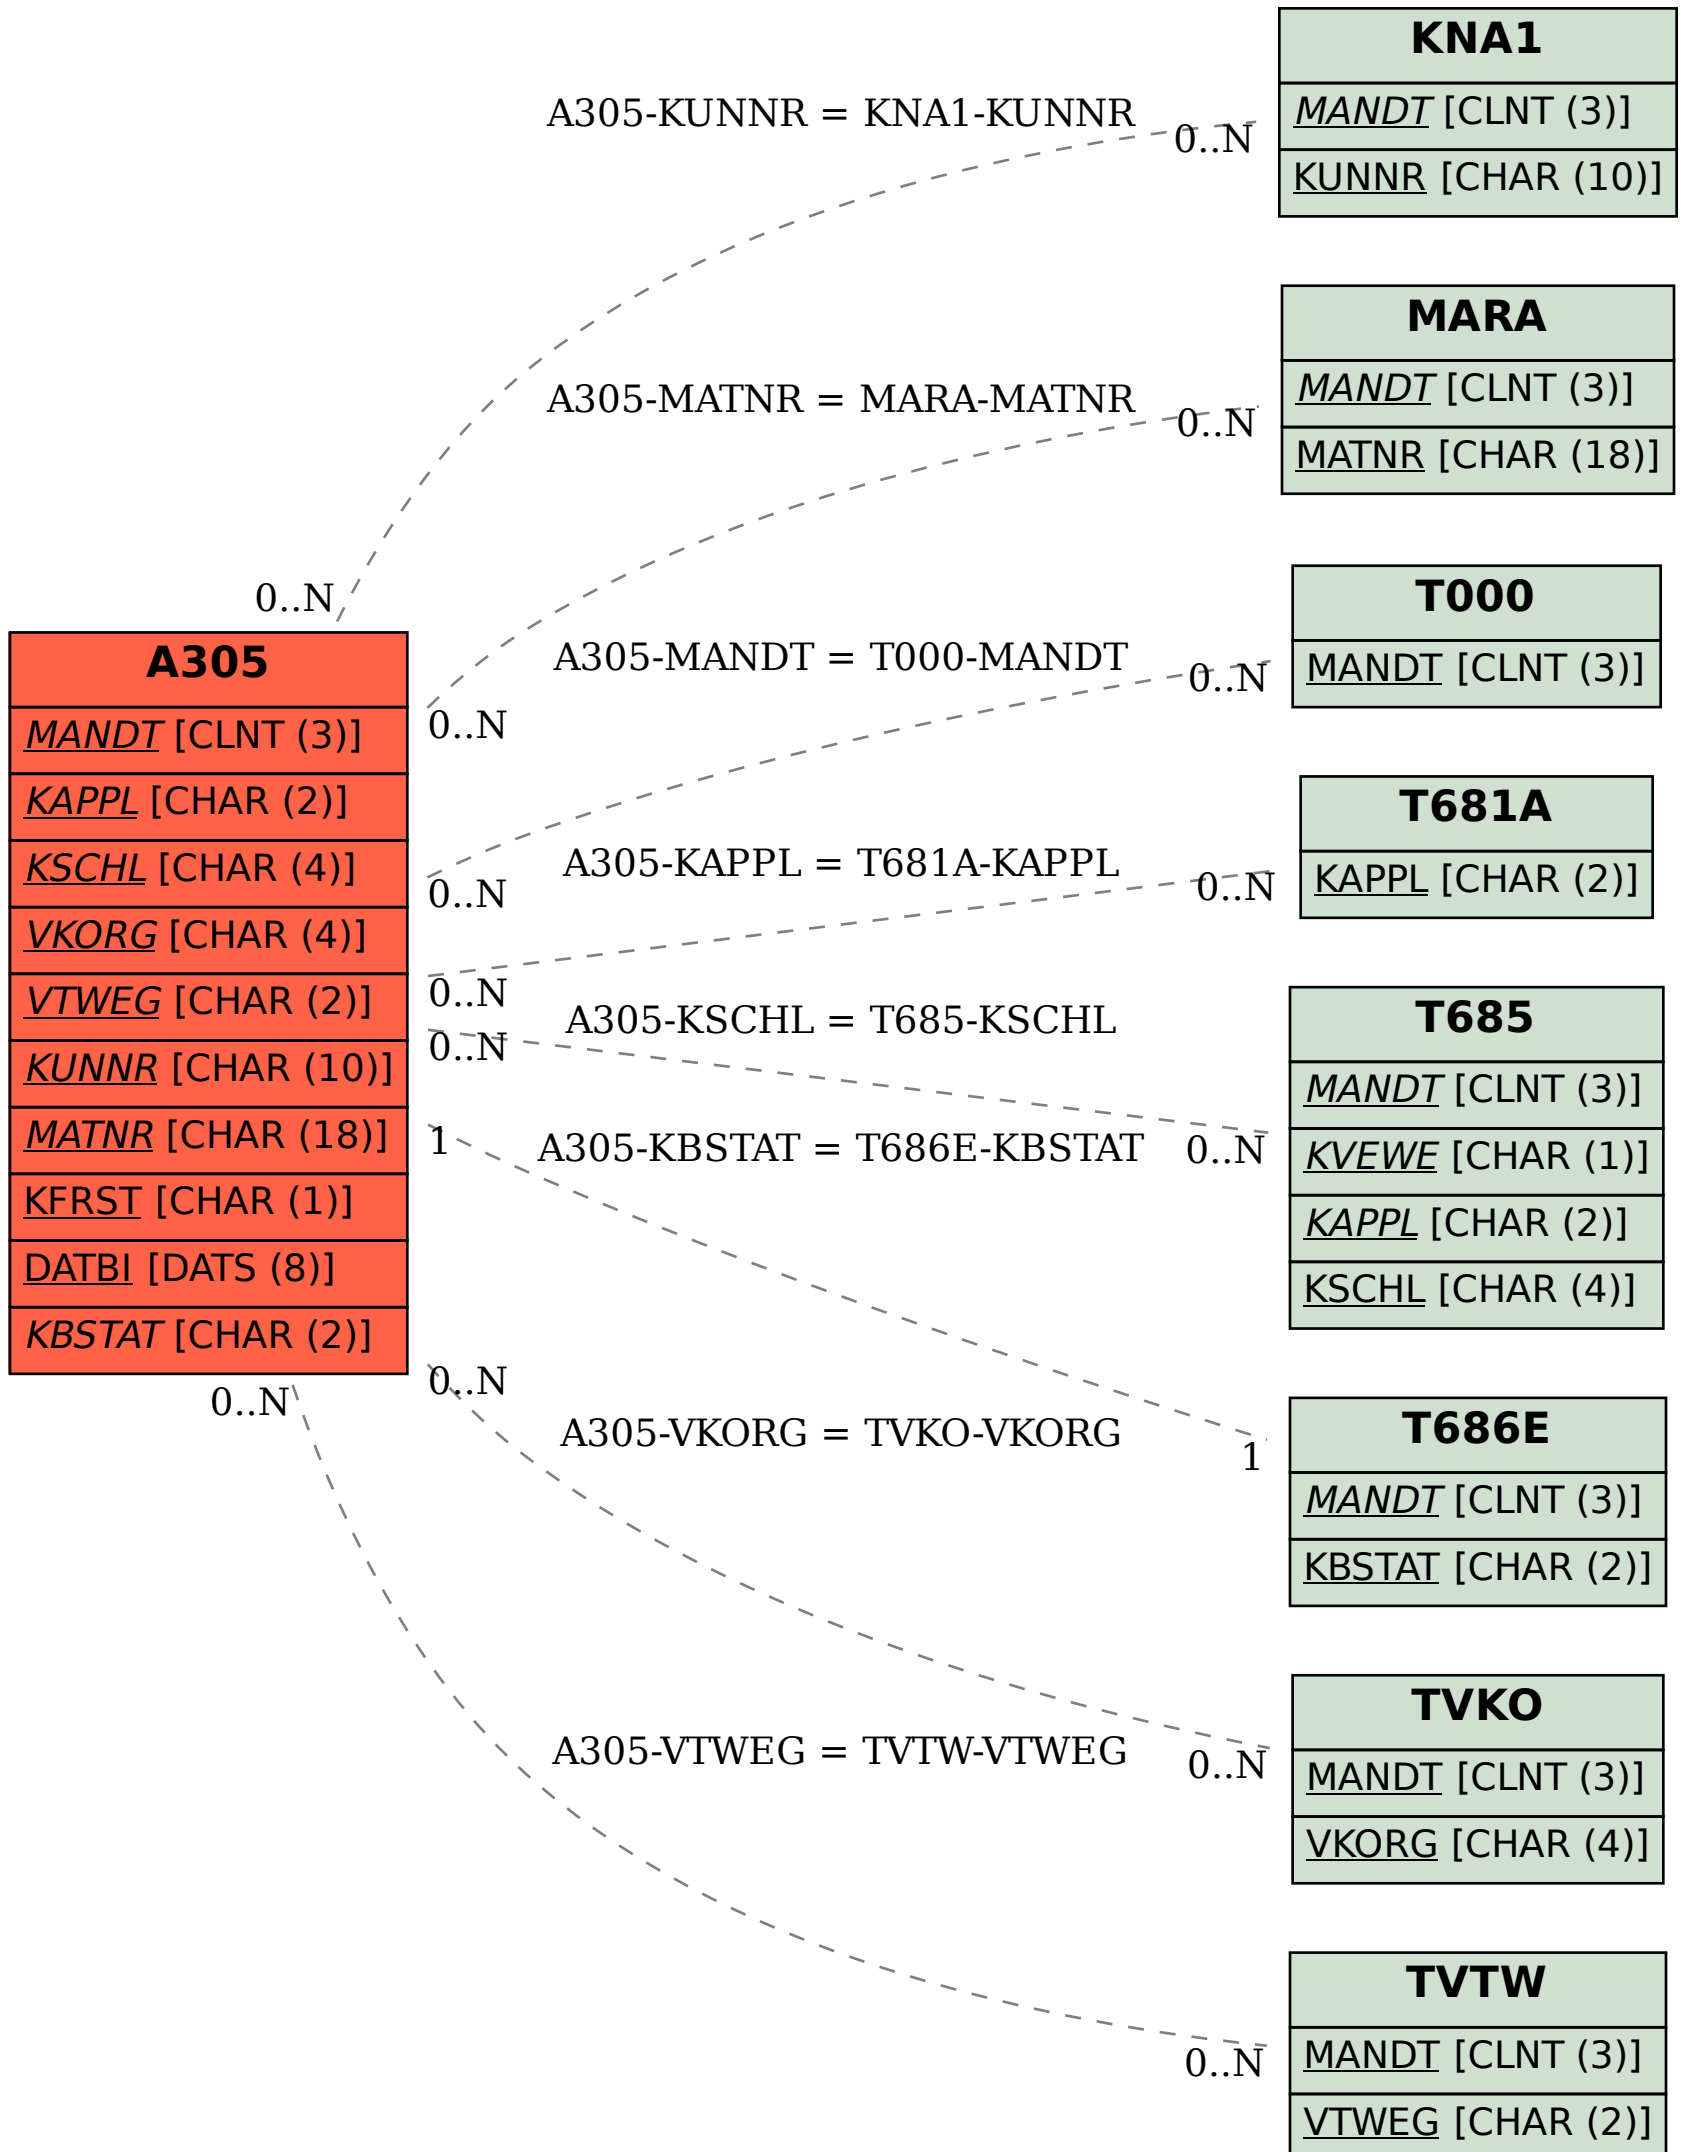 KNA1
MANDT [CLNT (3)]
KUNNR [CHAR (10)]
A305-KUNNR = KNA1-KUNNR
0..N
0..N
MARA
MANDT [CLNT (3)]
MATNR [CHAR (18)]
A305-MATNR = MARA-MATNR
0..N
0..N
T000
MANDT [CLNT (3)]
A305-MANDT = T000-MANDT
0..N
0..N
A305
MANDT [CLNT (3)]
KAPPL [CHAR (2)]
KSCHL [CHAR (4)]
VKORG [CHAR (4)]
VTWEG [CHAR (2)]
KUNNR [CHAR (10)]
MATNR [CHAR (18)]
KFRST [CHAR (1)]
DATBI [DATS (8)]
KBSTAT [CHAR (2)]
T681A
KAPPL [CHAR (2)]
A305-KAPPL = T681A-KAPPL
0..N
0..N
T685
MANDT [CLNT (3)]
KVEWE [CHAR (1)]
KAPPL [CHAR (2)]
KSCHL [CHAR (4)]
A305-KSCHL = T685-KSCHL
0..N
0..N
T686E
MANDT [CLNT (3)]
KBSTAT [CHAR (2)]
A305-KBSTAT = T686E-KBSTAT
1
1
TVKO
MANDT [CLNT (3)]
VKORG [CHAR (4)]
A305-VKORG = TVKO-VKORG
0..N
0..N
TVTW
MANDT [CLNT (3)]
VTWEG [CHAR (2)]
A305-VTWEG = TVTW-VTWEG
0..N
0..N